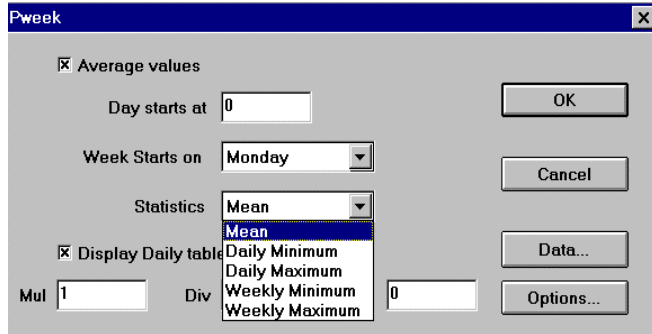 Pweek
Average values
Day starts at 0
OK
Week Starts on Monday
Cancel
Statistics Mean
Mean
Daily Minimum
Daily Maximum
Weekly Minimum
Weekly Maximum
Display Daily table
Data...
Mul 1 Div 0
Options...